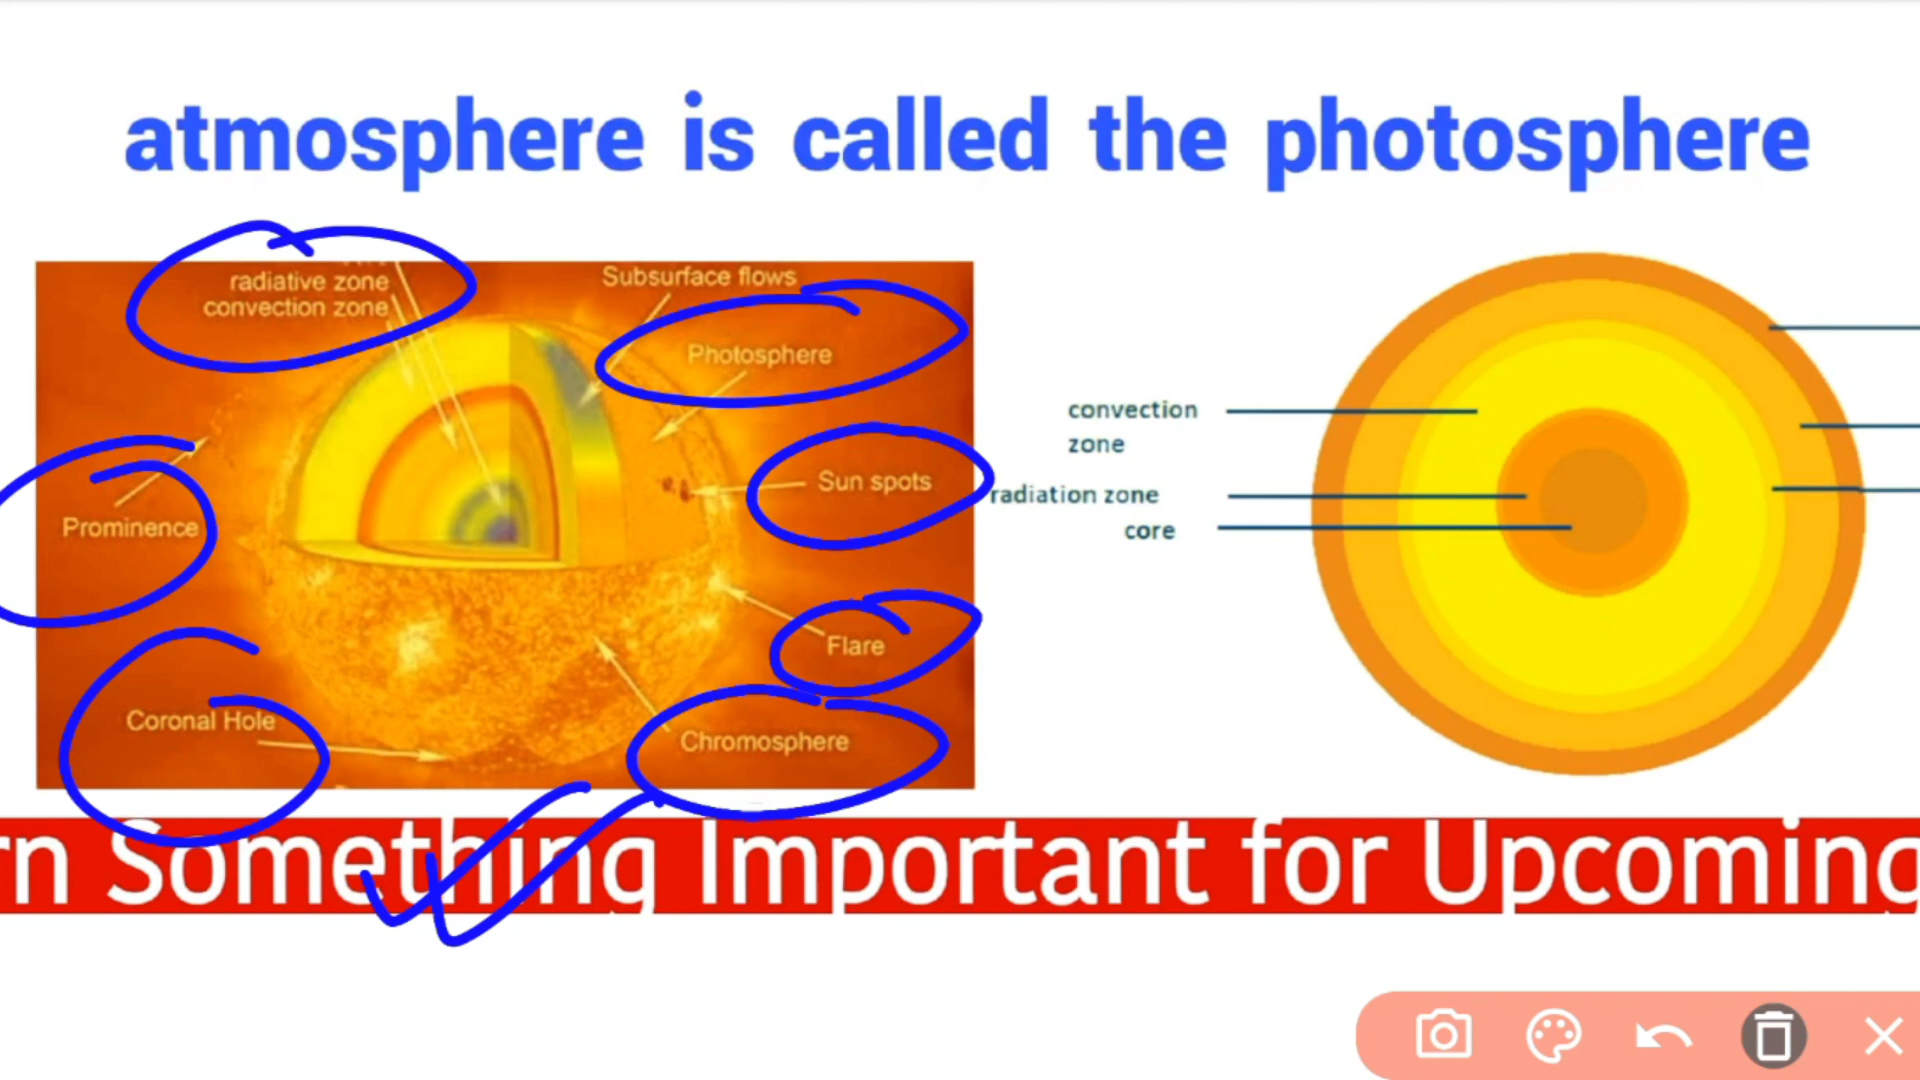 atmosphere is called the photosphere
radiative zone
convection zone
Subsurface flows
Photosphere
Sun spots
Prominence
Flare
Coronal Hole
Chromosphere
convection
zone
radiation zone
core
rn Something Important for Upcoming